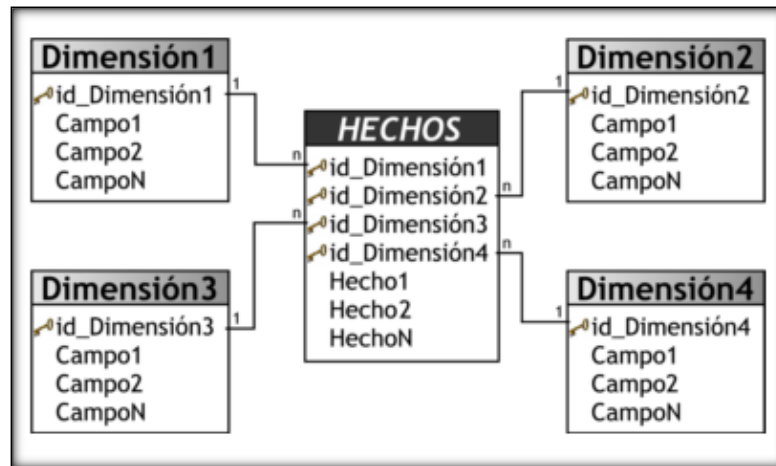 Dimensión1
id_Dimensión1
Campo1
Campo2
CampoN
1
Dimensión2
id_Dimensión2
Campo1
Campo2
CampoN
1
HECHOS
id_Dimensión1
id_Dimensión2
id_Dimensión3
id_Dimensión4
Hecho1
Hecho2
HechoN
n
n
n
n
Dimensión3
id_Dimensión3
Campo1
Campo2
CampoN
1
Dimensión4
id_Dimensión4
Campo1
Campo2
CampoN
1